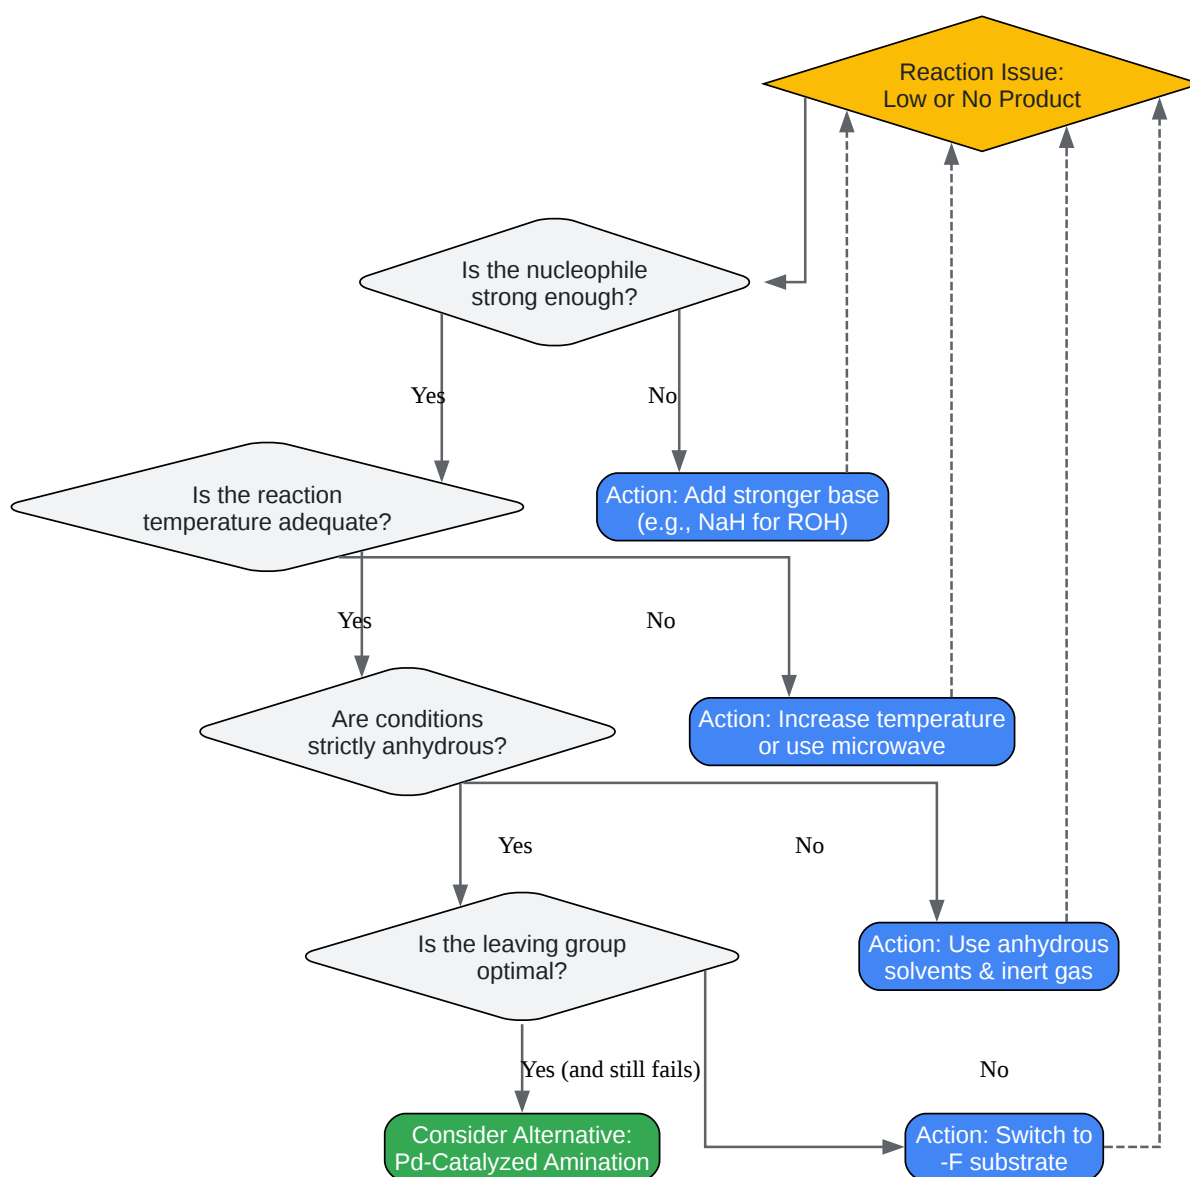 Reaction Issue:
Low or No Product
Is the nucleophile
strong enough?
Yes
No
Is the reaction
temperature adequate?
Action: Add stronger base
(e.g., NaH for ROH)
Yes
No
Are conditions
strictly anhydrous?
Action: Increase temperature
or use microwave
Yes
No
Is the leaving group
optimal?
Action: Use anhydrous
solvents & inert gas
Yes (and still fails)
No
Consider Alternative:
Pd-Catalyzed Amination
Action: Switch to
-F substrate